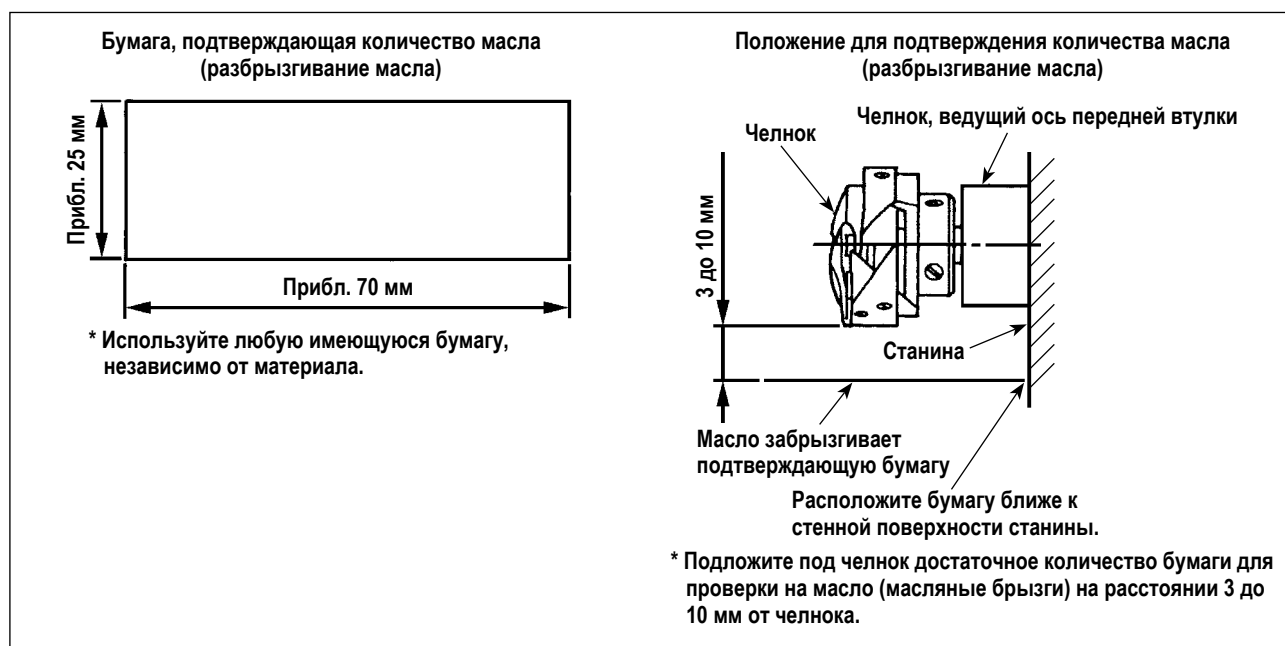 Бумага, подтверждающая количество масла
(разбрызгивание масла)
Прибл. 25 мм
Прибл. 70 мм
* Используйте любую имеющуюся бумагу,
независимо от материала.
Положение для подтверждения количества масла
(разбрызгивание масла)
Челнок, ведущий ось передней втулки
Челнок
3 до 10 мм
Станина
Масло забрызгивает
подтверждающую бумагу
Расположите бумагу ближе к
стенной поверхности станины.
* Подложите под челнок достаточное количество бумаги для
проверки на масло (масляные брызги) на расстоянии 3 до
10 мм от челнока.